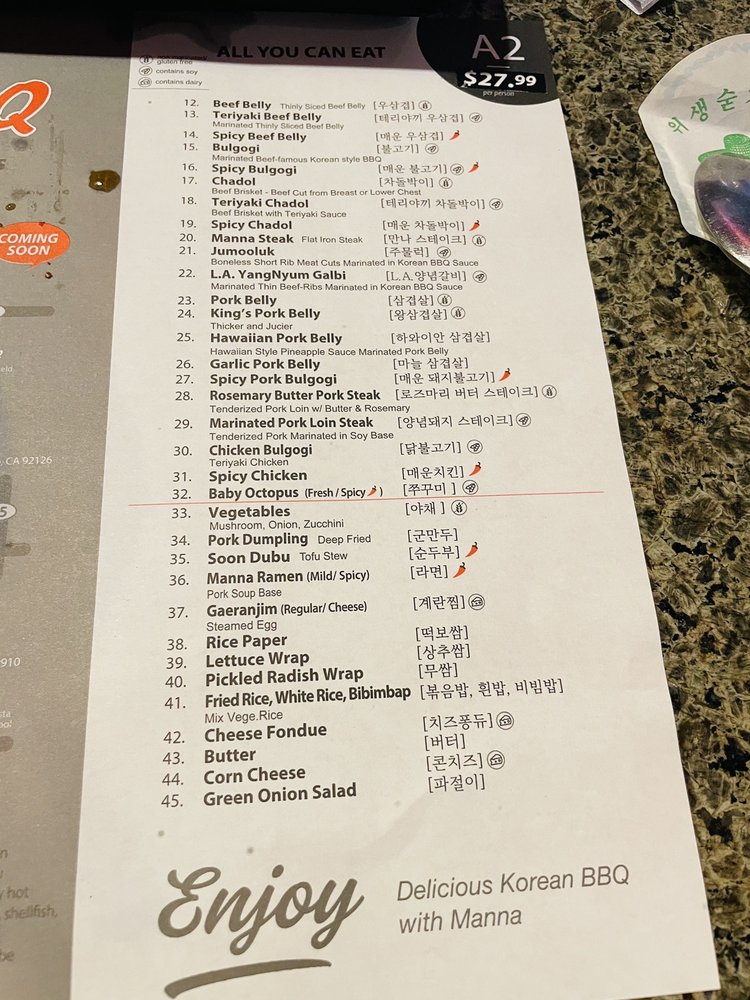 ALL YOU CAN EAT
A2
$27.99
per person
gluten free
contains soy
contains dairy
12. Beef Belly Thinly Sliced Beef Belly [우삼겹]
13. Teriyaki Beef Belly [테리야끼 우삼겹]
Marinated Thinly Sliced Beef Belly
14. Spicy Beef Belly [매운 우삼겹]
15. Bulgogi [불고기]
Marinated Beef-famous Korean style BBQ
16. Spicy Bulgogi [매운 불고기]
17. Chadol [차돌박이]
Beef Brisket - Beef Cut from Breast or Lower Chest
18. Teriyaki Chadol [테리야끼 차돌박이]
Beef Brisket with Teriyaki Sauce
19. Spicy Chadol [매운 차돌박이]
20. Manna Steak Flat Iron Steak [만나 스테이크]
21. Jumooluk [주물럭]
Boneless Short Rib Meat Cuts Marinated in Korean BBQ Sauce
22. L.A. YangNyum Galbi [L.A.양념갈비]
Marinated Thin Beef-Ribs Marinated in Korean BBQ Sauce
23. Pork Belly [삼겹살]
24. King's Pork Belly [왕삼겹살]
Thicker and Jucier
25. Hawaiian Pork Belly [하와이안 삼겹살]
Hawaiian Style Pineapple Sauce Marinated Pork Belly
26. Garlic Pork Belly [마늘 삼겹살]
27. Spicy Pork Bulgogi [매운 돼지불고기]
28. Rosemary Butter Pork Steak [로즈마리 버터 스테이크]
Tenderized Pork Loin w/ Butter & Rosemary
29. Marinated Pork Loin Steak [양념돼지 스테이크]
Tenderized Pork Marinated in Soy Base
30. Chicken Bulgogi [닭불고기]
Teriyaki Chicken
31. Spicy Chicken [매운치킨]
32. Baby Octopus (Fresh / Spicy) [쭈꾸미 ]
33. Vegetables [야채 ]
Mushroom, Onion, Zucchini
34. Pork Dumpling Deep Fried [군만두]
35. Soon Dubu Tofu Stew [순두부]
36. Manna Ramen (Mild/ Spicy) [라면]
Pork Soup Base
37. Gaeranjim (Regular/ Cheese) [계란찜]
Steamed Egg
38. Rice Paper [떡보쌈]
39. Lettuce Wrap [상추쌈]
40. Pickled Radish Wrap [무쌈]
41. Fried Rice, White Rice, Bibimbap [볶음밥, 흰밥, 비빔밥]
Mix Vege.Rice
42. Cheese Fondue [치즈퐁듀]
43. Butter [버터]
44. Corn Cheese [콘치즈]
45. Green Onion Salad [파절이]
Enjoy
Delicious Korean BBQ
with Manna
Q
COMING
SOON
, CA 92126
910
hot
shellfish,
be
위생